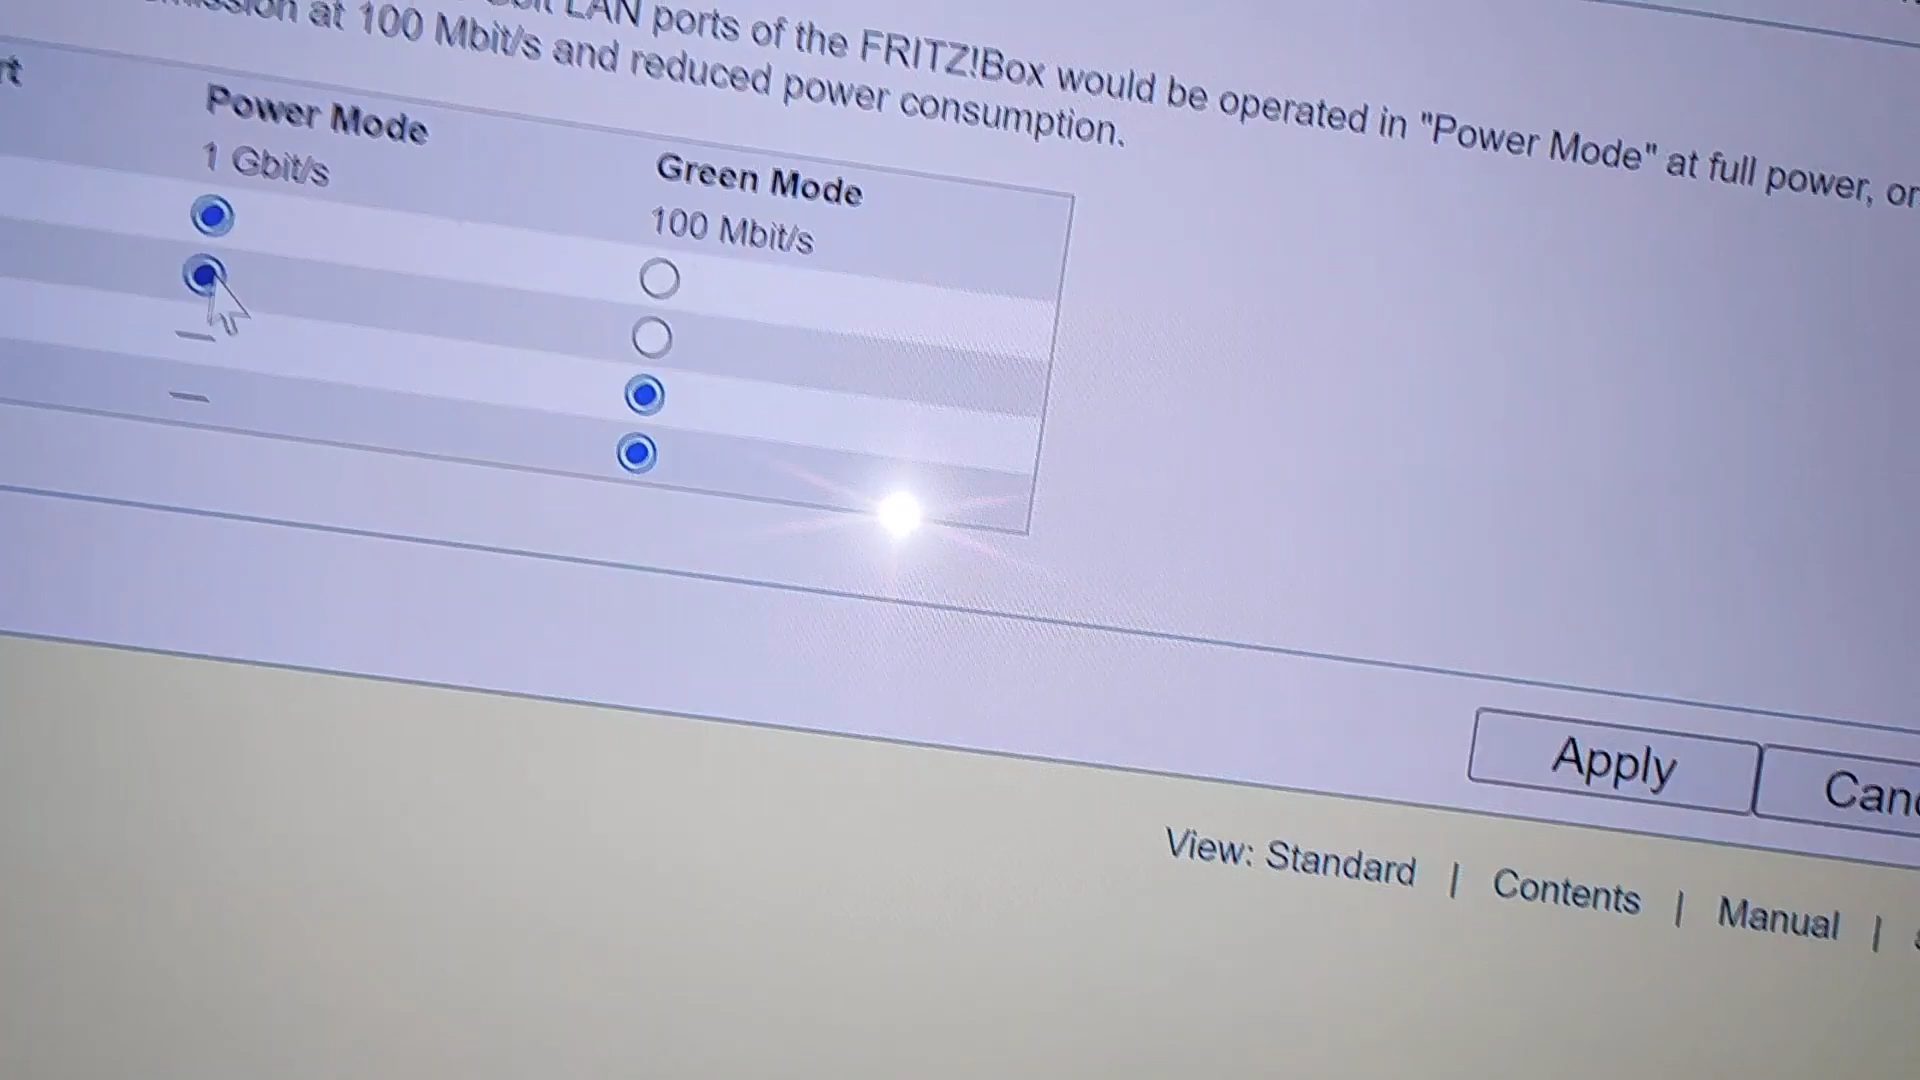 LAN ports of the FRITZ!Box would be operated in "Power Mode" at full power, or
at 100 Mbit/s and reduced power consumption.
Power Mode
Green Mode
1 Gbit/s
100 Mbit/s
—
—
Apply
View: Standard | Contents | Manual |